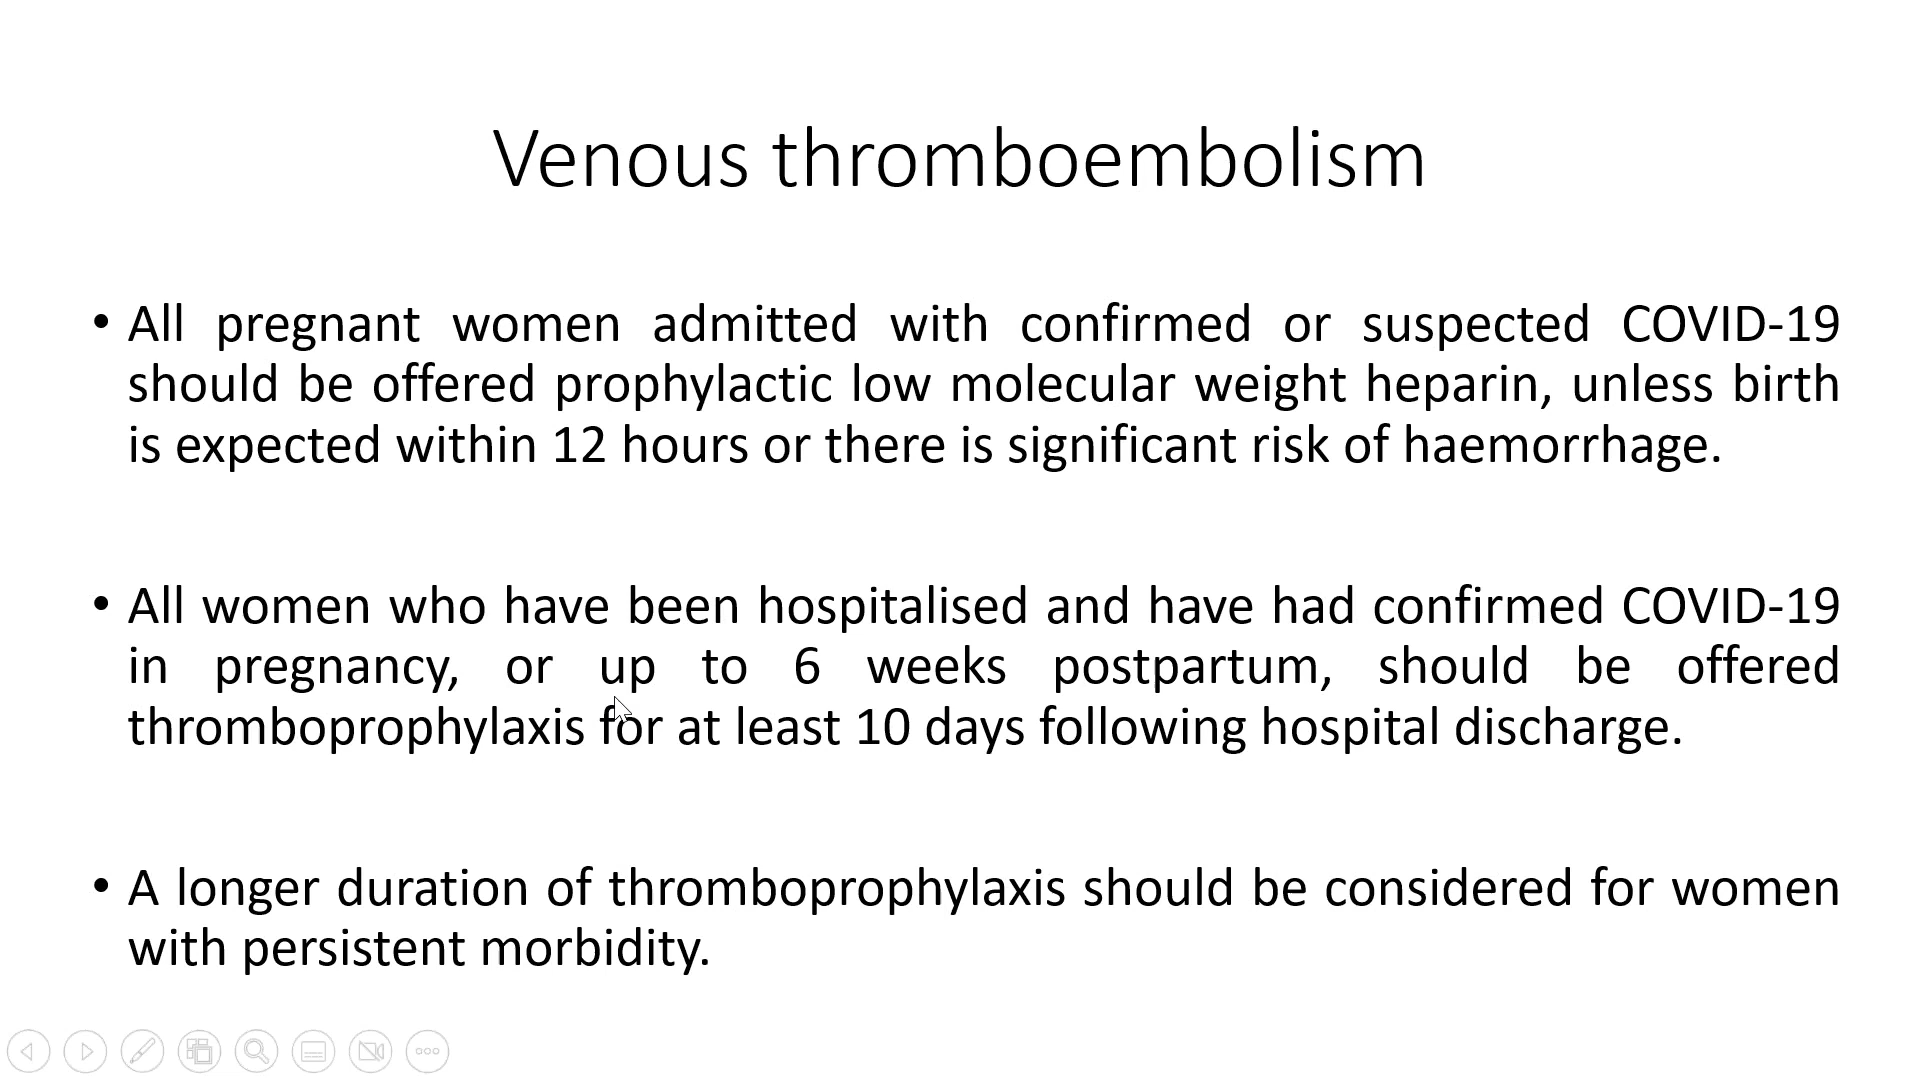 Venous thromboembolism
• All pregnant women admitted with confirmed or suspected COVID-19
should be offered prophylactic low molecular weight heparin, unless birth
is expected within 12 hours or there is significant risk of haemorrhage.
• All women who have been hospitalised and have had confirmed COVID-19
in pregnancy, or up to 6 weeks postpartum, should be offered
thromboprophylaxis for at least 10 days following hospital discharge.
• A longer duration of thromboprophylaxis should be considered for women
with persistent morbidity.